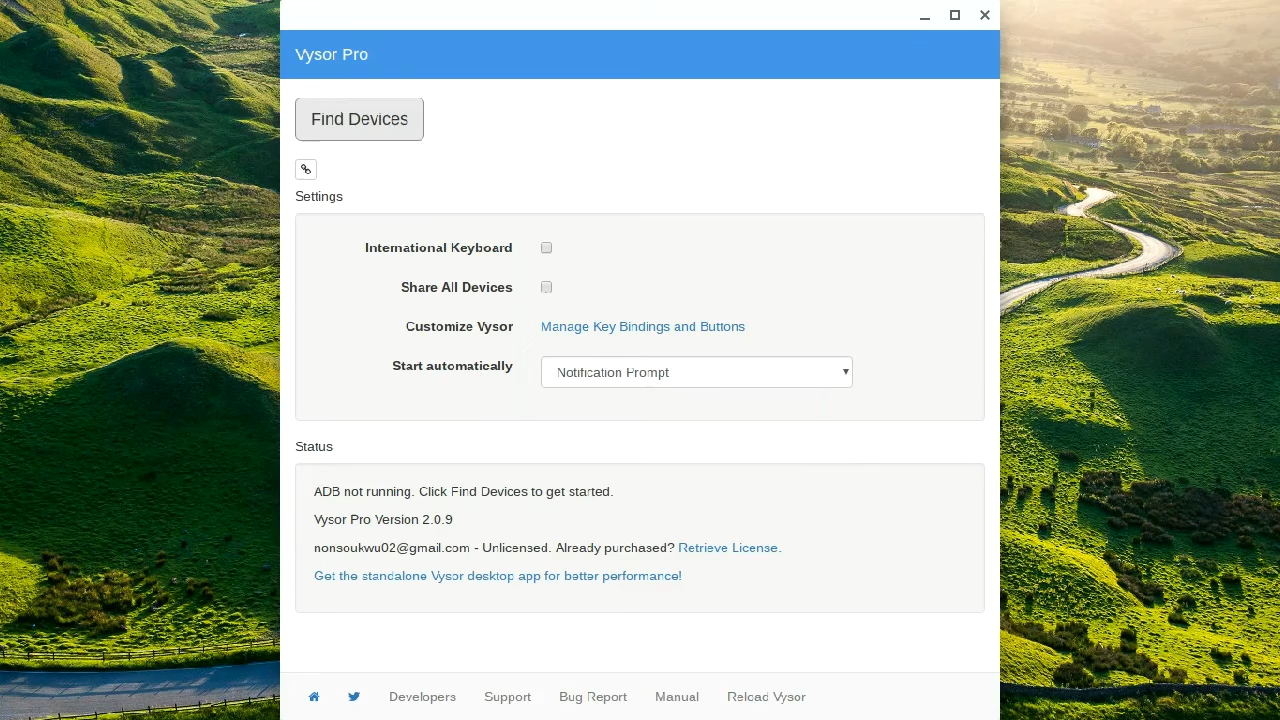 Vysor Pro
Find Devices
Settings
International Keyboard
Share All Devices
Customize Vysor Manage Key Bindings and Buttons
Start automatically Notification Prompt
Status
ADB not running. Click Find Devices to get started.
Vysor Pro Version 2.0.9
nonsoukwu02@gmail.com - Unlicensed. Already purchased? Retrieve License.
Get the standalone Vysor desktop app for better performance!
Developers Support Bug Report Manual Reload Vysor